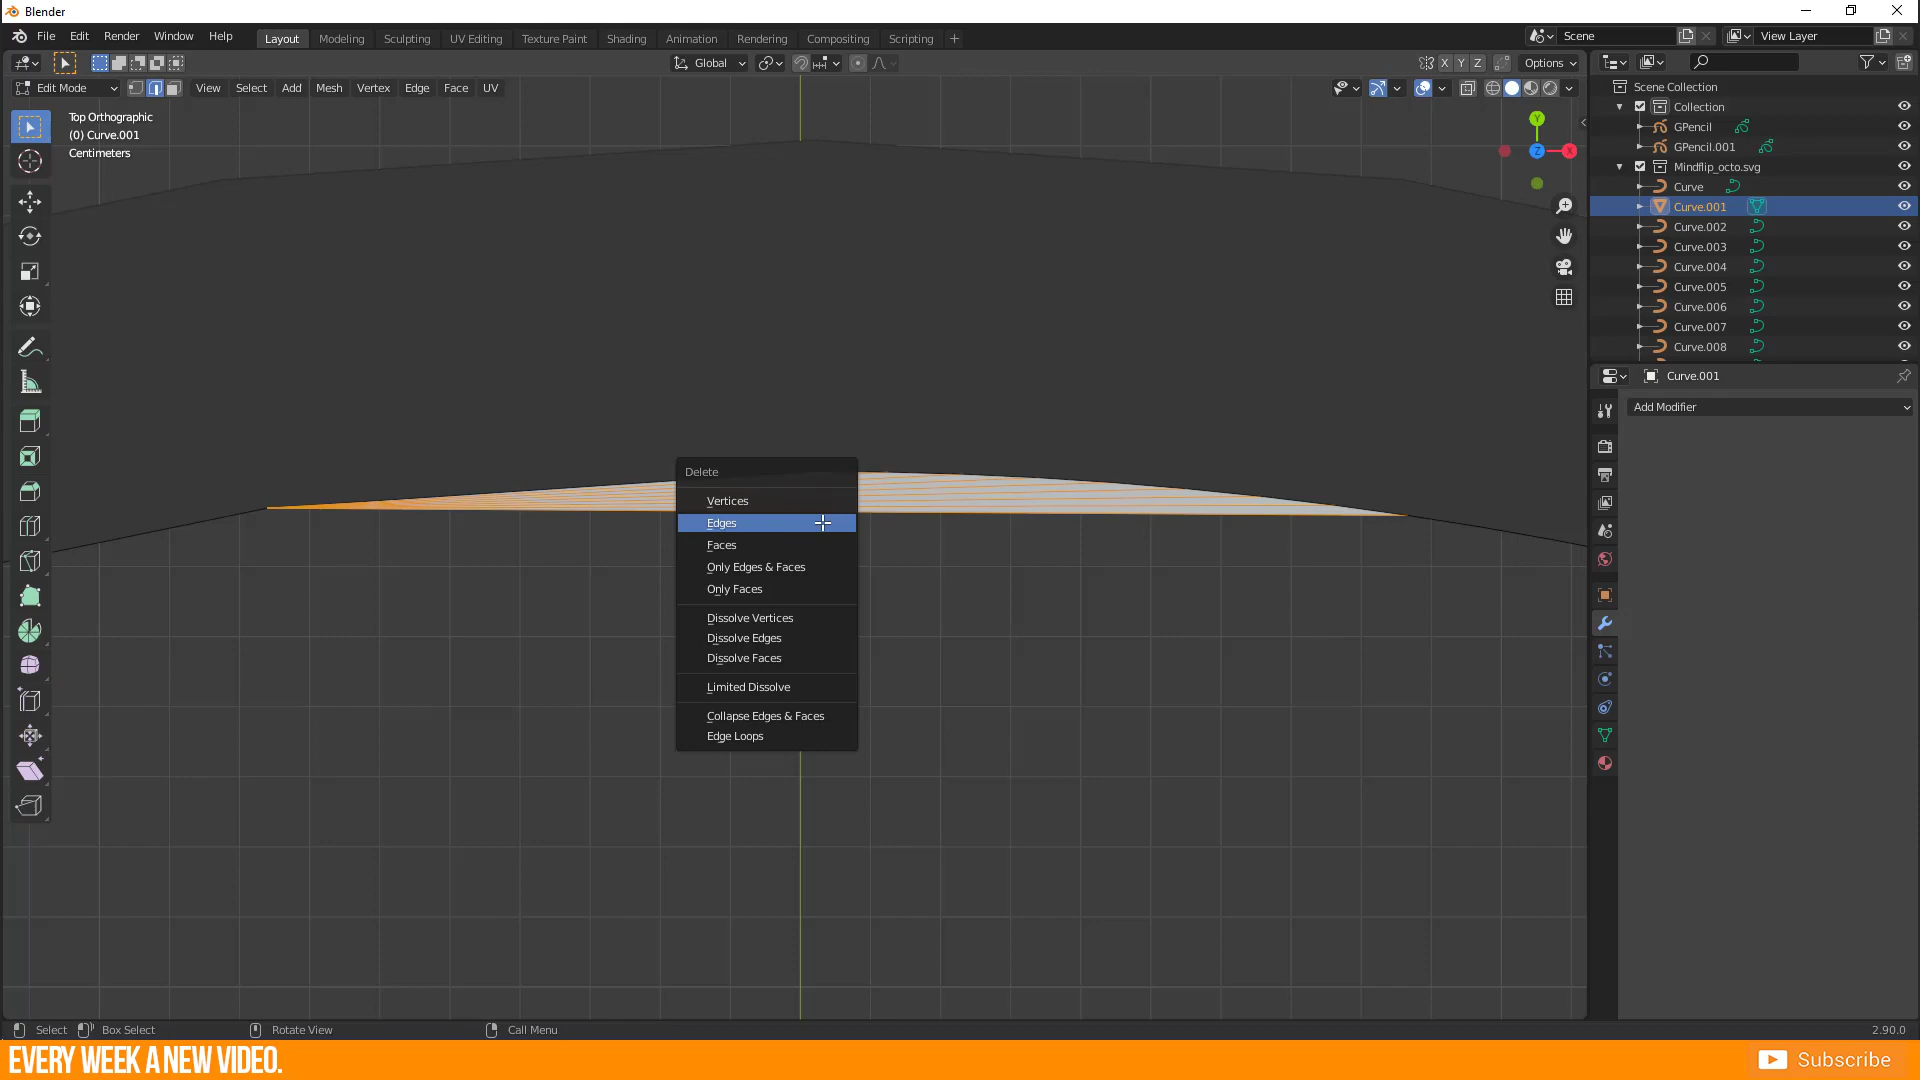 Blender
File Edit Render Window Help Layout Modeling Sculpting UV Editing Texture Paint Shading Animation Rendering Compositing Scripting + Scene View Layer
Global X Y Z Options
Edit Mode View Select Add Mesh Vertex Edge Face UV
Top Orthographic
(0) Curve.001
Centimeters
Y
Z
X
Delete
Vertices
Edges
Faces
Only Edges & Faces
Only Faces
Dissolve Vertices
Dissolve Edges
Dissolve Faces
Limited Dissolve
Collapse Edges & Faces
Edge Loops
Scene Collection
Collection
GPencil
GPencil.001
Mindflip_octo.svg
Curve
Curve.001
Curve.002
Curve.003
Curve.004
Curve.005
Curve.006
Curve.007
Curve.008
Curve.001
Add Modifier
Select Box Select Rotate View Call Menu 2.90.0
EVERY WEEK A NEW VIDEO. Subscribe